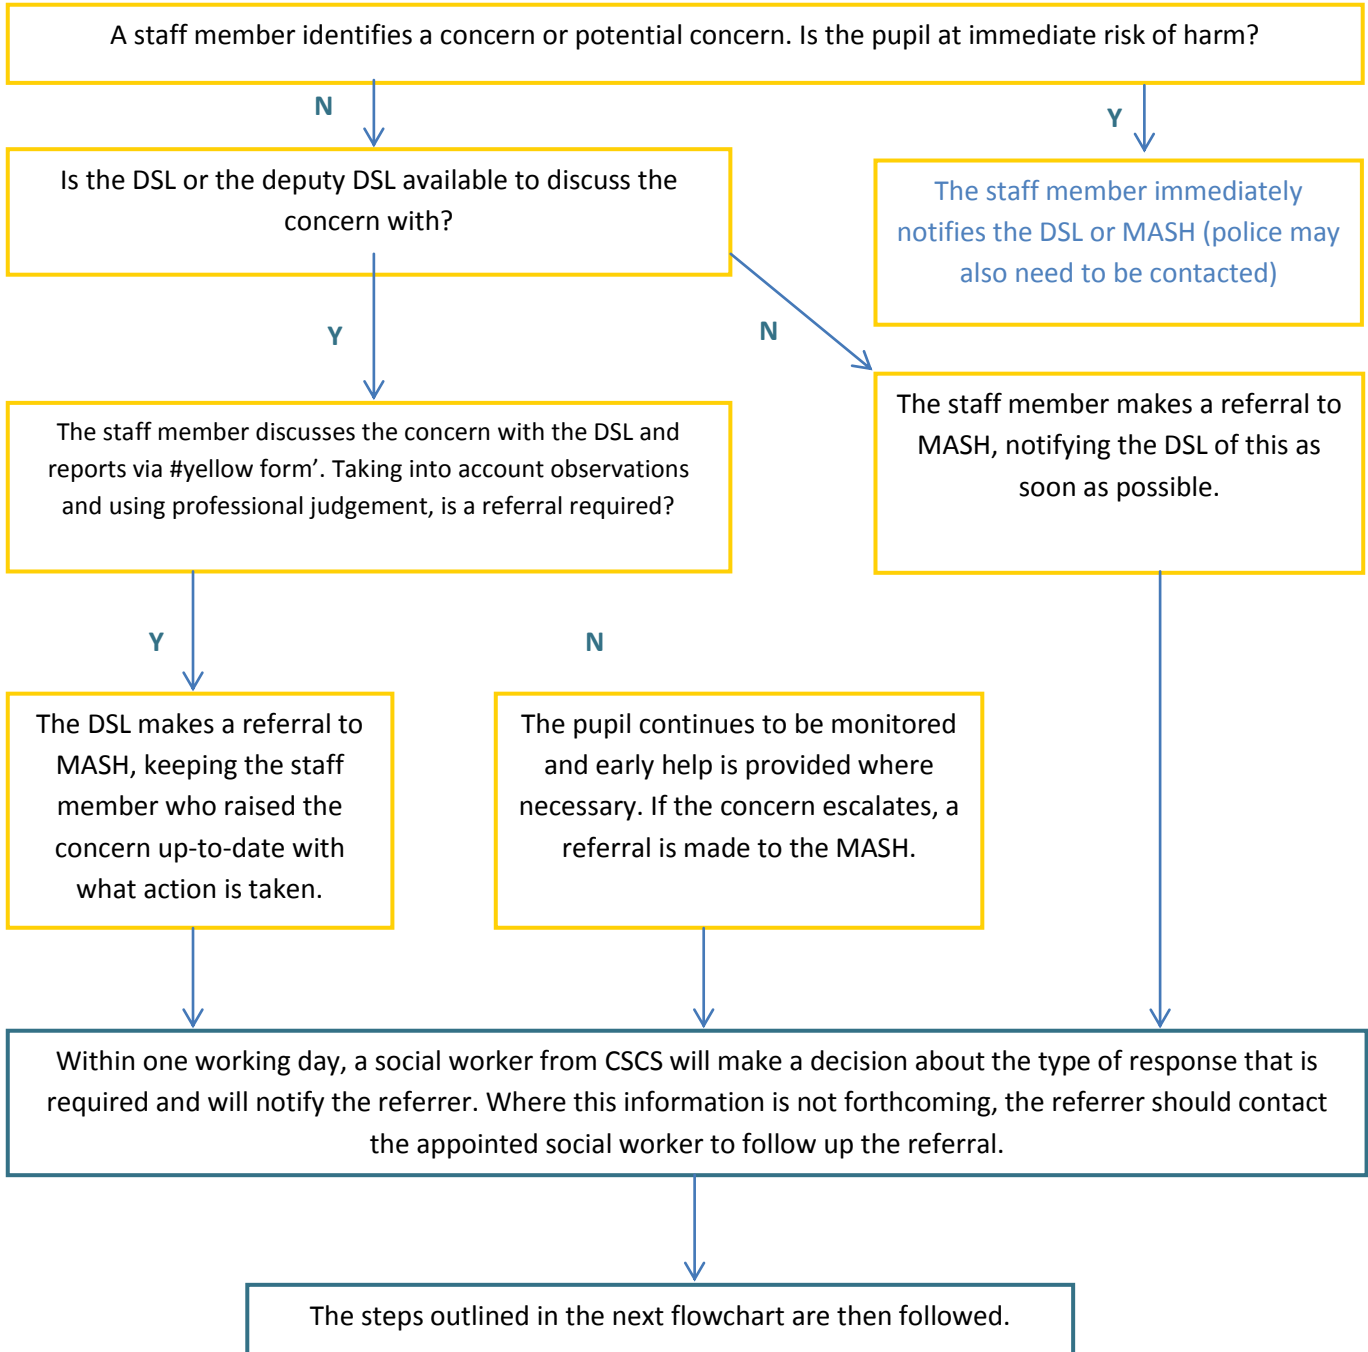 A staff member identifies a concern or potential concern. Is the pupil at immediate risk of harm?
N
Y
Is the DSL or the deputy DSL available to discuss the
concern with?
The staff member immediately
notifies the DSL or MASH (police may
also need to be contacted)
Y
N
The staff member discusses the concern with the DSL and
reports via #yellow form’. Taking into account observations
and using professional judgement, is a referral required?
The staff member makes a referral to
MASH, notifying the DSL of this as
soon as possible.
Y
N
The DSL makes a referral to
MASH, keeping the staff
member who raised the
concern up-to-date with
what action is taken.
The pupil continues to be monitored
and early help is provided where
necessary. If the concern escalates, a
referral is made to the MASH.
Within one working day, a social worker from CSCS will make a decision about the type of response that is
required and will notify the referrer. Where this information is not forthcoming, the referrer should contact
the appointed social worker to follow up the referral.
The steps outlined in the next flowchart are then followed.